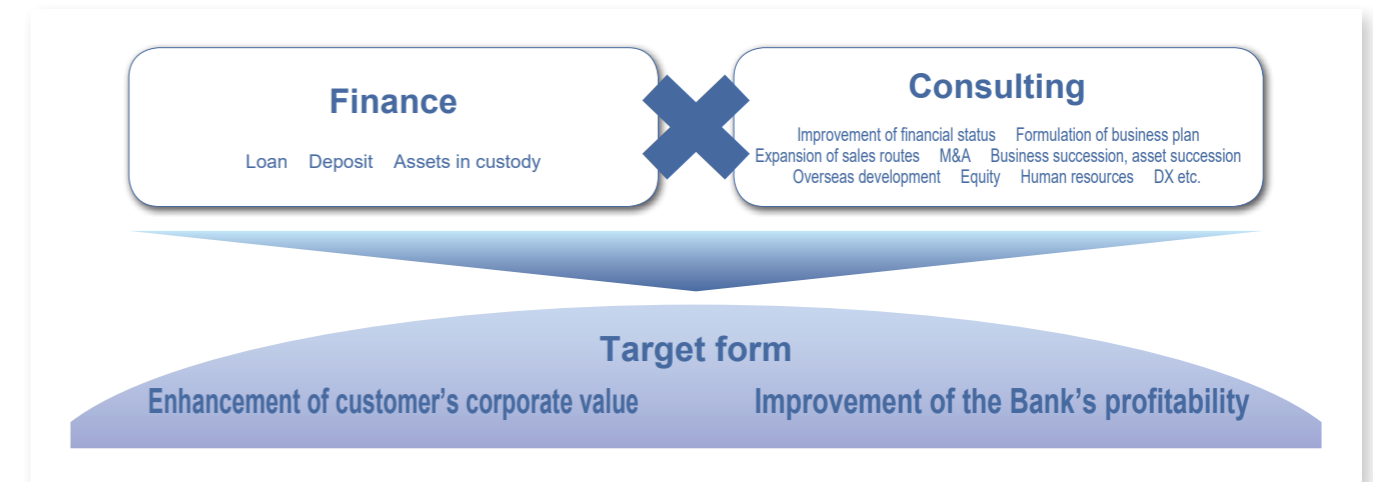 Finance
Loan Deposit Assets in custody
Consulting
Improvement of financial status Formulation of business plan
Expansion of sales routes M&A Business succession, asset succession
Overseas development Equity Human resources DX etc.
Target form
Enhancement of customer’s corporate value
Improvement of the Bank’s profitability